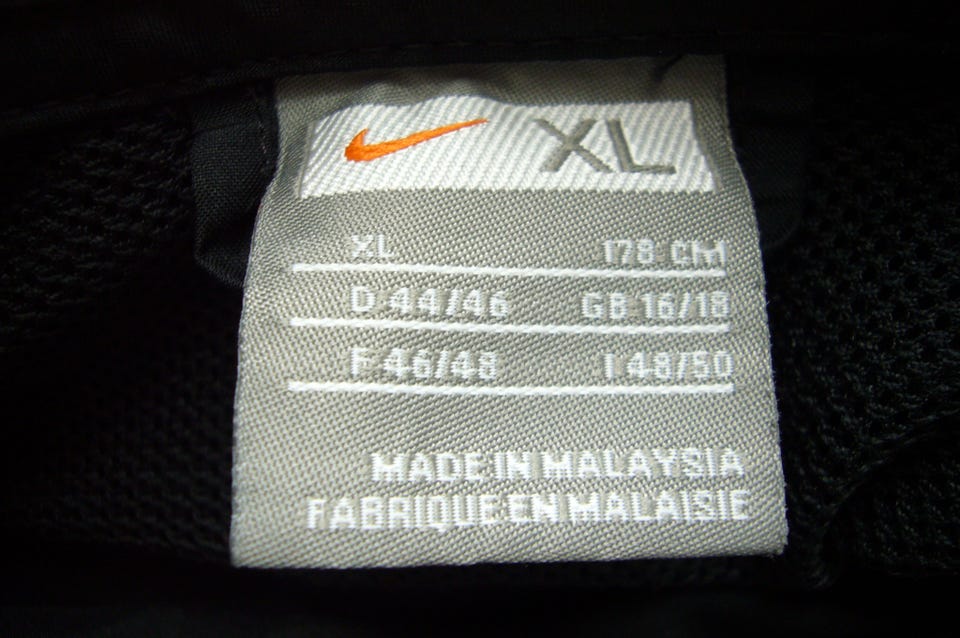 XL
XL 178 CM
D 44/46 GB 16/18
F 46/48 I 48/50
MADE IN MALAYSIA
FABRIQUE EN MALAISIE